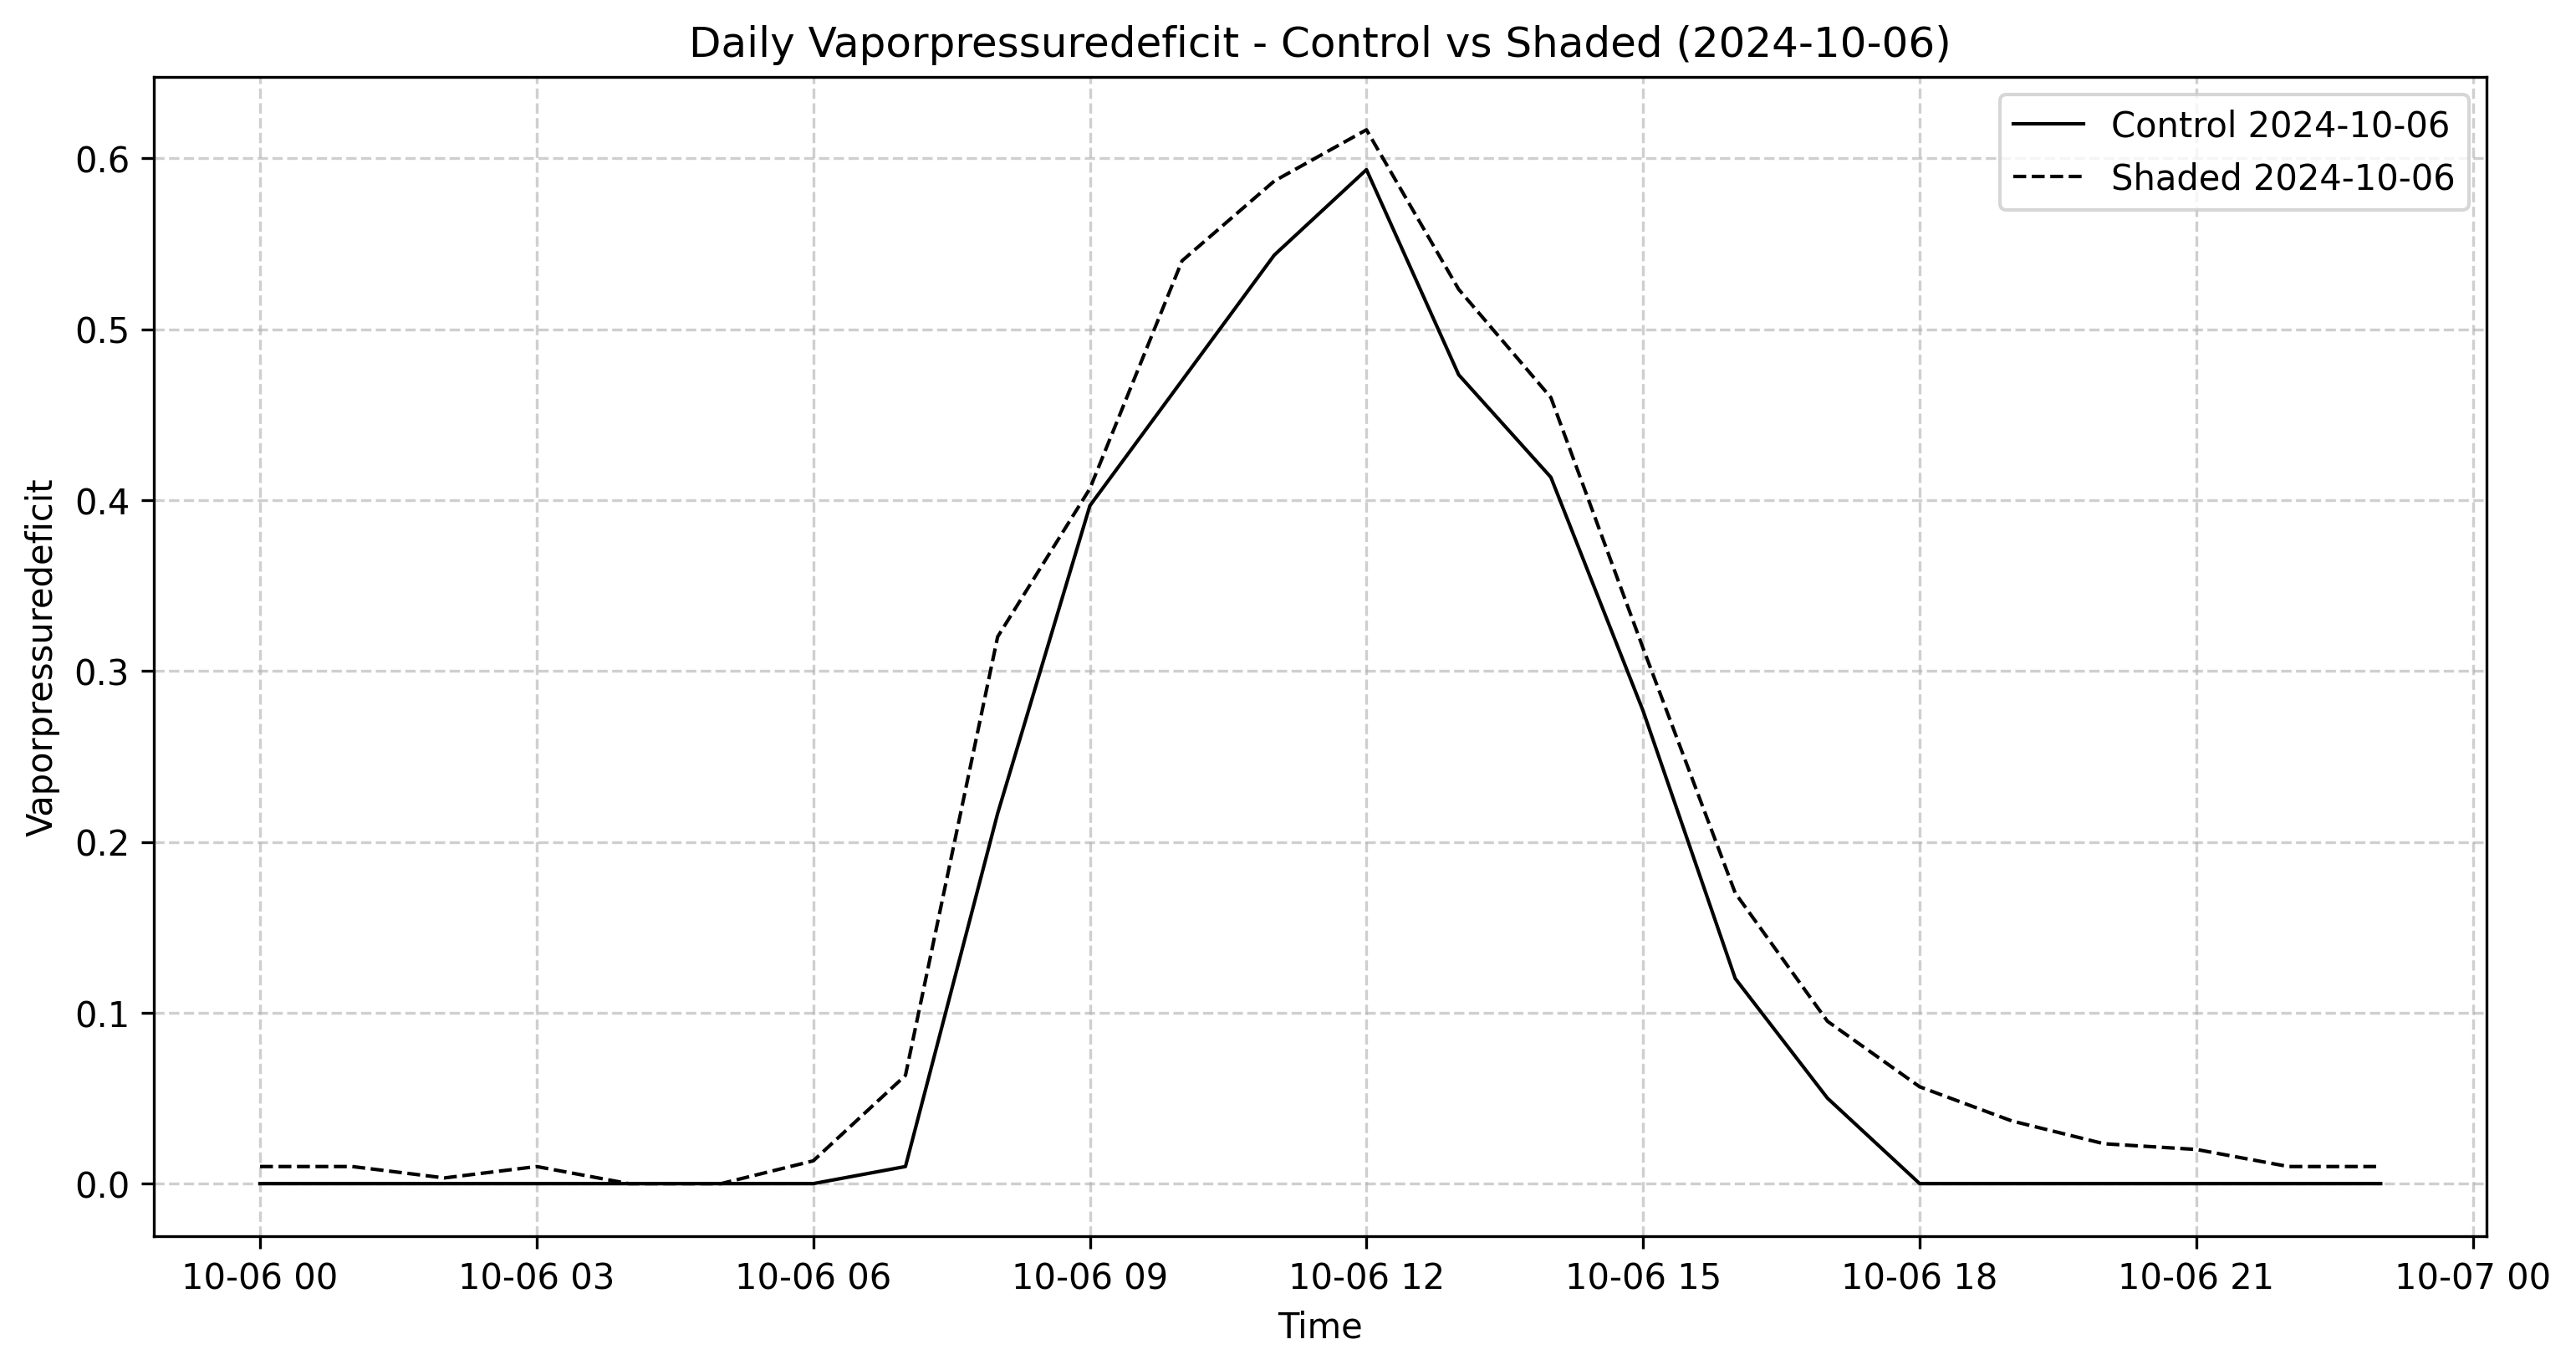 Daily Vaporpressuredeficit - Control vs Shaded (2024-10-06)
Control 2024-10-06
Shaded 2024-10-06
Vaporpressuredeficit
0.6
0.5
0.4
0.3
0.2
0.1
0.0
10-06 00 10-06 03 10-06 06 10-06 09 10-06 12 10-06 15 10-06 18 10-06 21 10-07 00
Time